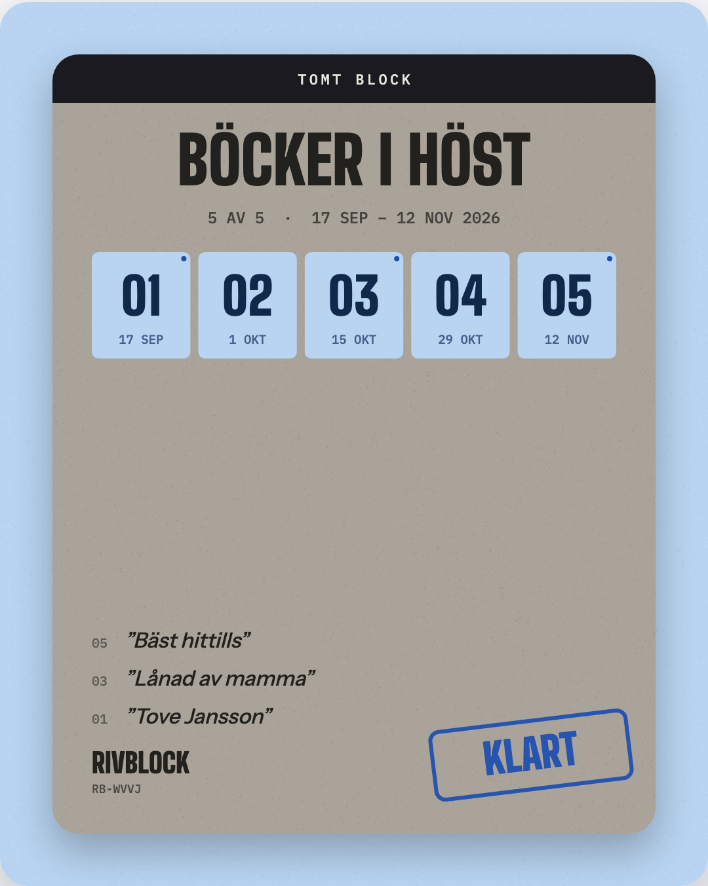 TOMT BLOCK
BÖCKER I HÖST
5 AV 5 · 17 SEP – 12 NOV 2026
01 02 03 04 05
17 SEP 1 OKT 15 OKT 29 OKT 12 NOV
05 ”Bäst hittills”
03 ”Lånad av mamma”
01 ”Tove Jansson”
RIVBLOCK
RB-WVVJ
KLART